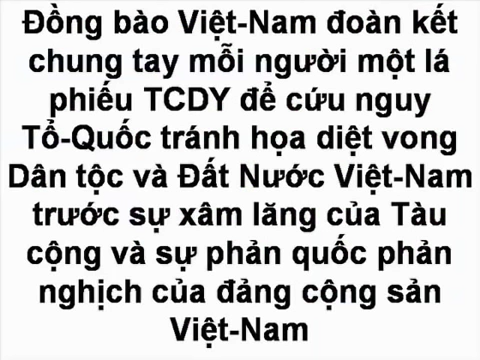 Đồng bào Việt-Nam đoàn kết
chung tay mỗi người một lá
phiếu TCDY để cứu nguy
Tổ-Quốc tránh họa diệt vong
Dân tộc và Đất Nước Việt-Nam
trước sự xâm lăng của Tàu
cộng và sự phản quốc phản
nghịch của đảng cộng sản
Việt-Nam